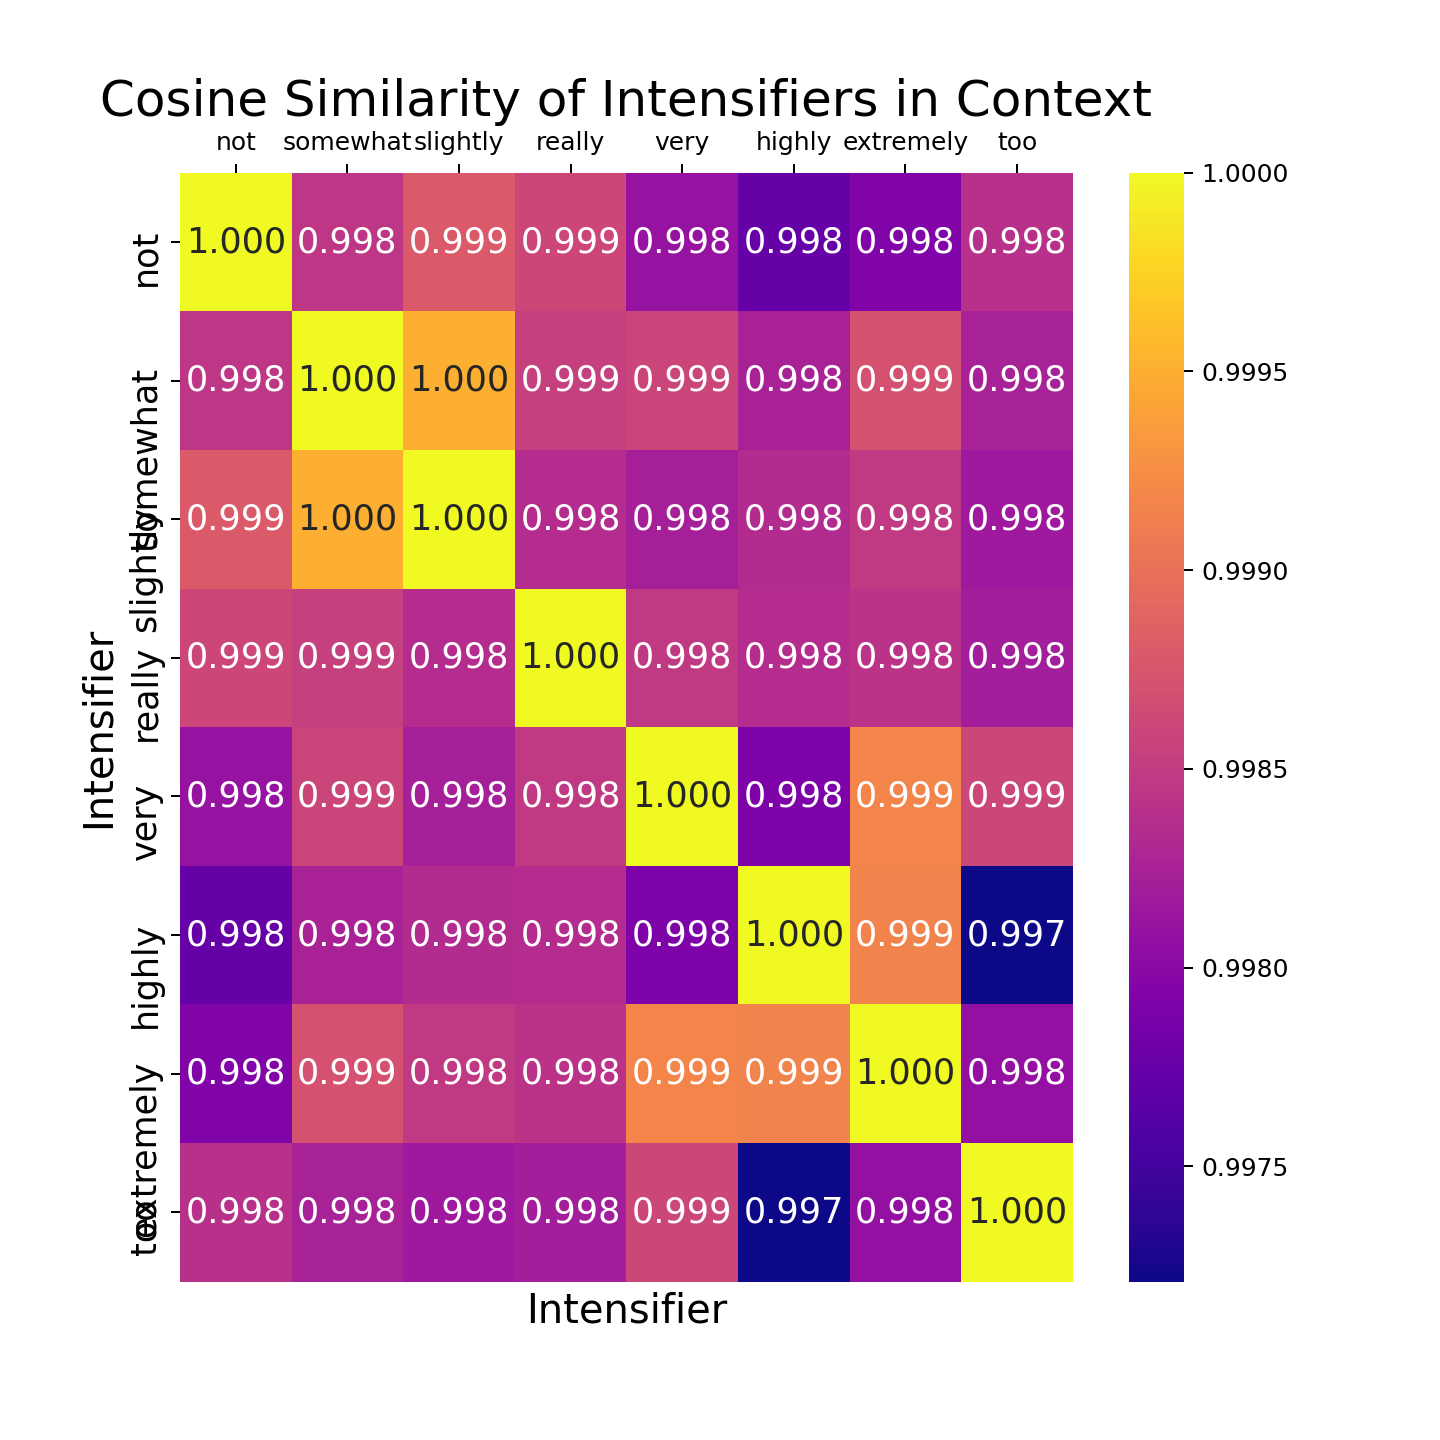 Cosine Similarity of Intensifiers in Context
not somewhat slightly really very highly extremely too
1.0000
not 1.000 0.998 0.999 0.999 0.998 0.998 0.998 0.998
somewhat 0.998 1.000 1.000 0.999 0.999 0.998 0.999 0.998
0.9995
slightly 0.999 1.000 1.000 0.998 0.998 0.998 0.998 0.998
0.9990
really 0.999 0.999 0.998 1.000 0.998 0.998 0.998 0.998
Intensifier
0.9985
very 0.998 0.999 0.998 0.998 1.000 0.998 0.999 0.999
highly 0.998 0.998 0.998 0.998 0.998 1.000 0.999 0.997
0.9980
extremely 0.998 0.999 0.998 0.998 0.999 0.999 1.000 0.998
0.9975
too 0.998 0.998 0.998 0.998 0.999 0.997 0.998 1.000
Intensifier